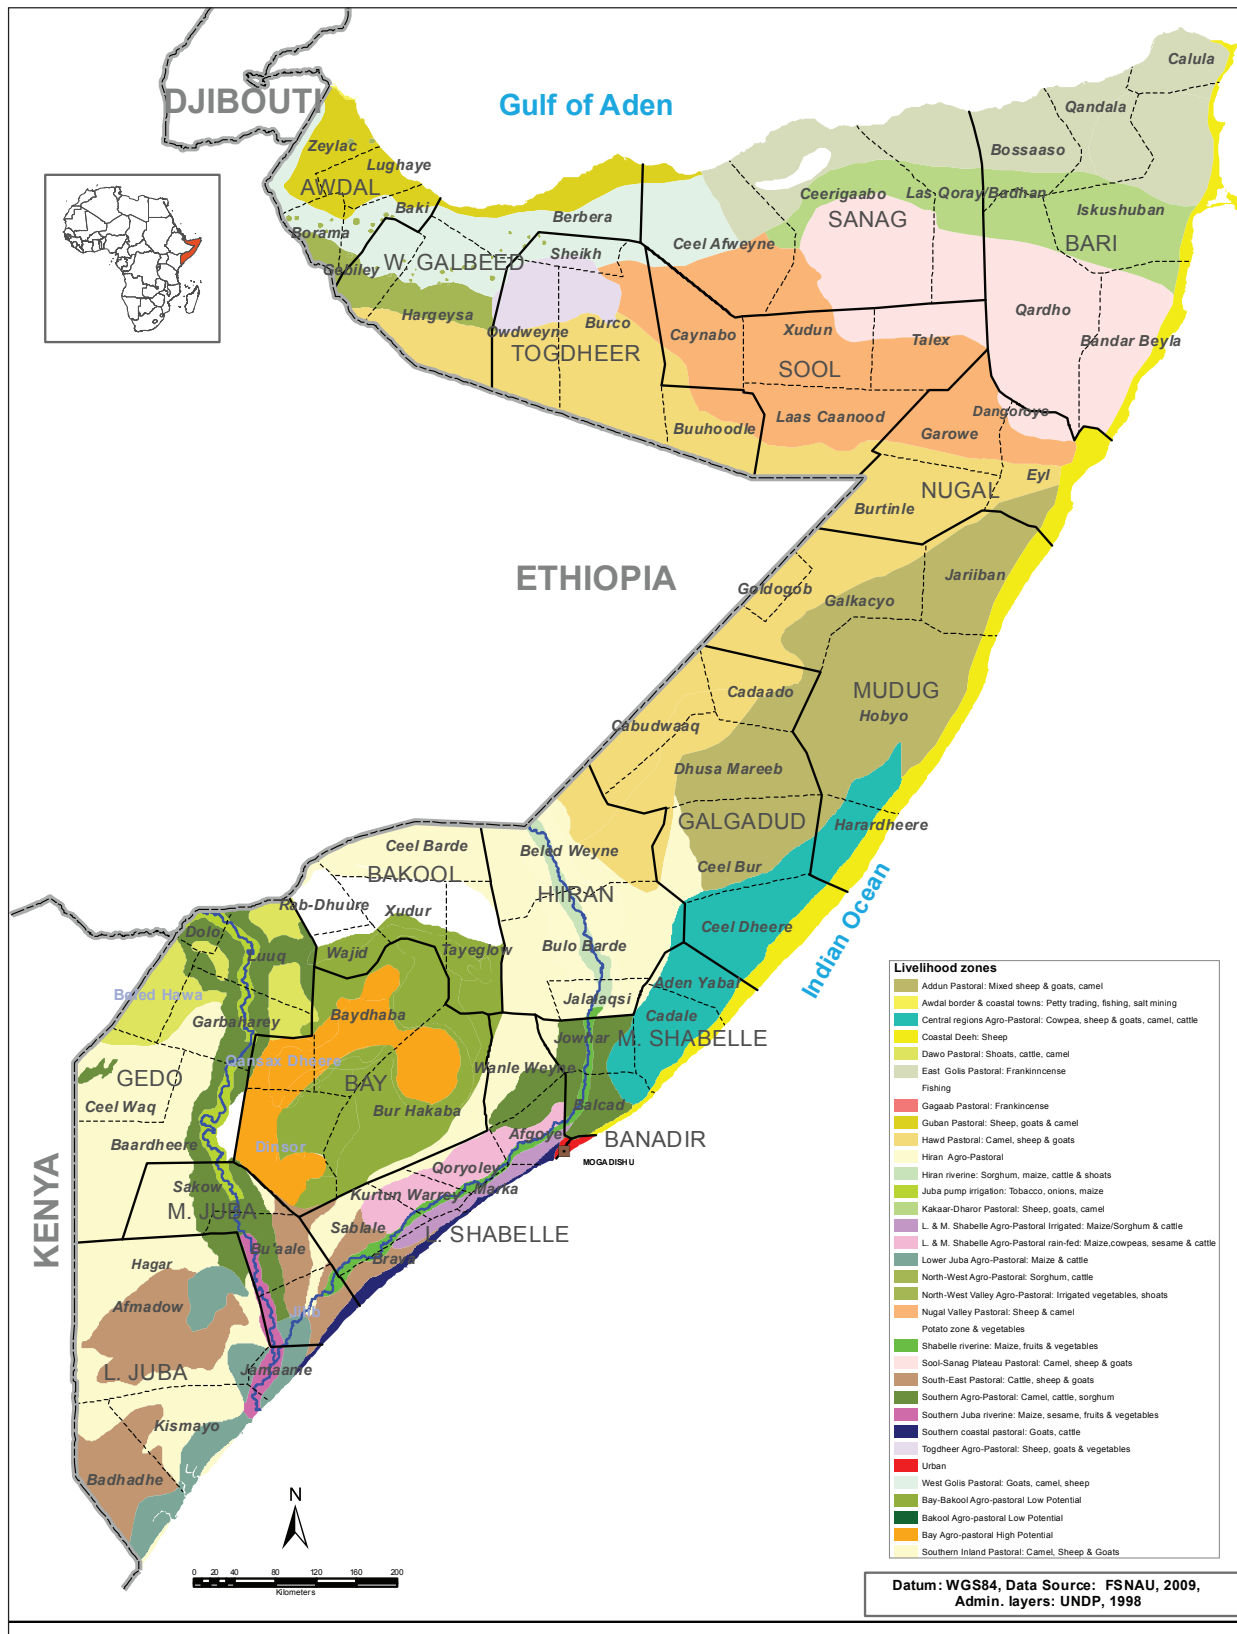 DJIBOUTI
Gulf of Aden
Calula
Qandala
Bossaaso
Zeylac
Lughaye
AWDAL
Baki
Borama
Gebiley
W. GALBEED
Berbera
Sheikh
Hargeysa
Owdweyne
Burco
TOGDHEER
Buuhoodle
Ceel Afweyne
Ceerigaabo
SANAG
Las Qoray/Badhan
Iskushuban
BARI
Qardho
Bandar Beyla
Caynabo
Xudun
Talex
SOOL
Laas Caanood
Dangoroyo
Garowe
Eyl
NUGAL
Burtinle
ETHIOPIA
Goldogob
Galkacyo
Jariiban
MUDUG
Hobyo
Cadaado
Cabudwaaq
Dhusa Mareeb
GALGADUD
Harardheere
Ceel Bur
Ceel Dheere
Indian Ocean
Ceel Barde
BAKOOL
Rab-Dhuure
Xudur
Wajid
Tayeglow
Beled Weyne
HIIRAN
Bulo Barde
Jalalaqsi
Aden Yabal
Cadale
Jowhar
M. SHABELLE
Wanle Weyne
Balcad
Dolo
Luuq
Beled Hawa
Garbaharey
GEDO
Ceel Waq
Baardheere
Baydhaba
Qansax Dheere
BAY
Bur Hakaba
Dinsor
Afgoye
BANADIR
MOGADISHU
Qoryoley
Marka
Kurtun Warrey
Sablale
L. SHABELLE
Brava
KENYA
Sakow
M. JUBA
Bu'aale
Jilib
Hagar
Afmadow
L. JUBA
Jamaame
Kismayo
Badhadhe
N
0 20 40 80 120 160 200
Kilometers
Livelihood zones
Addun Pastoral: Mixed sheep & goats, camel
Awdal border & coastal towns: Petty trading, fishing, salt mining
Central regions Agro-Pastoral: Cowpea, sheep & goats, camel, cattle
Coastal Deeh: Sheep
Dawo Pastoral: Shoats, cattle, camel
East Golis Pastoral: Frankinncense
Fishing
Gagaab Pastoral: Frankincense
Guban Pastoral: Sheep, goats & camel
Hawd Pastoral: Camel, sheep & goats
Hiran Agro-Pastoral
Hiran riverine: Sorghum, maize, cattle & shoats
Juba pump irrigation: Tobacco, onions, maize
Kakaar-Dharor Pastoral: Sheep, goats, camel
L. & M. Shabelle Agro-Pastoral Irrigated: Maize/Sorghum & cattle
L. & M. Shabelle Agro-Pastoral rain-fed: Maize,cowpeas, sesame & cattle
Lower Juba Agro-Pastoral: Maize & cattle
North-West Agro-Pastoral: Sorghum, cattle
North-West Valley Agro-Pastoral: Irrigated vegetables, shoats
Nugal Valley Pastoral: Sheep & camel
Potato zone & vegetables
Shabelle riverine: Maize, fruits & vegetables
Sool-Sanag Plateau Pastoral: Camel, sheep & goats
South-East Pastoral: Cattle, sheep & goats
Southern Agro-Pastoral: Camel, cattle, sorghum
Southern Juba riverine: Maize, sesame, fruits & vegetables
Southern coastal pastoral: Goats, cattle
Togdheer Agro-Pastoral: Sheep, goats & vegetables
Urban
West Golis Pastoral: Goats, camel, sheep
Bay-Bakool Agro-pastoral Low Potential
Bakool Agro-pastoral Low Potential
Bay Agro-pastoral High Potential
Southern Inland Pastoral: Camel, Sheep & Goats
Datum: WGS84, Data Source: FSNAU, 2009,
Admin. layers: UNDP, 1998